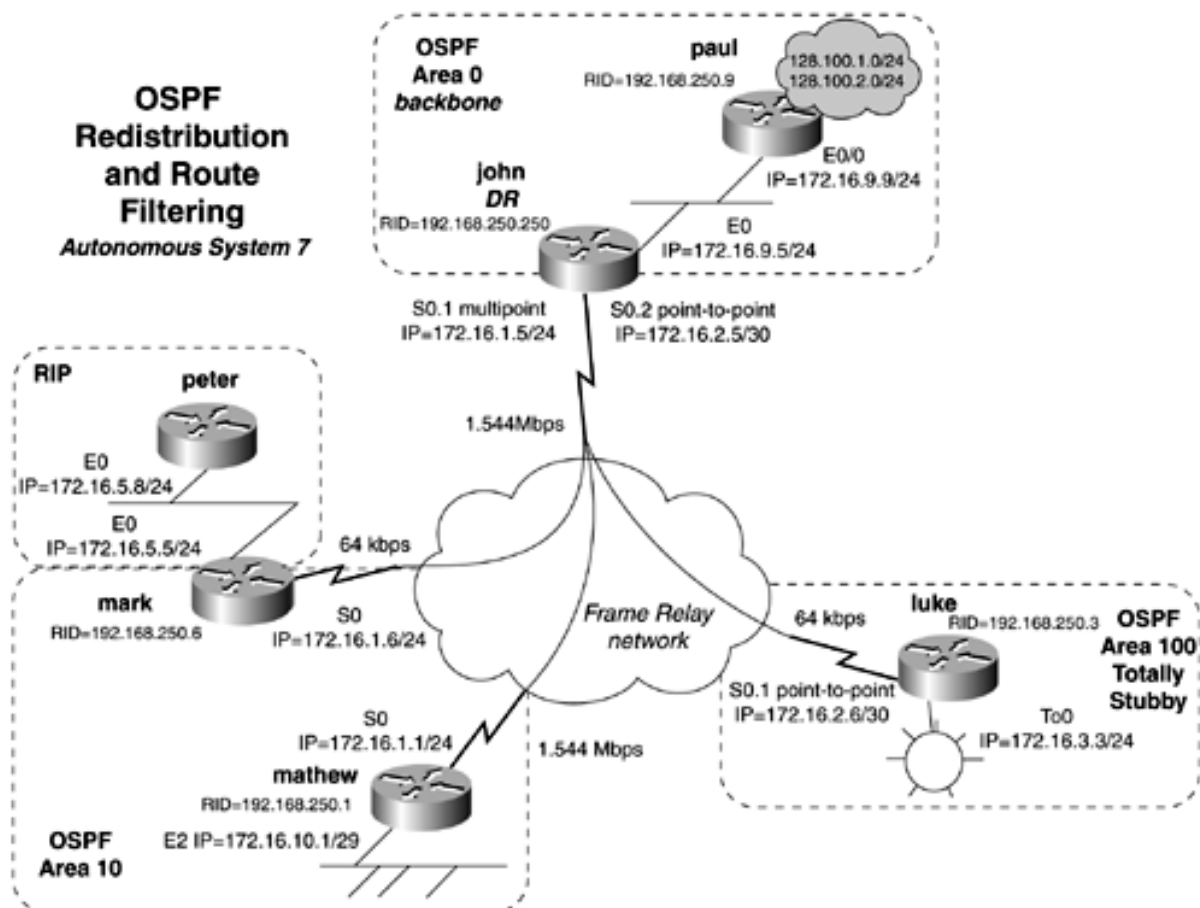 OSPF
Redistribution
and Route
Filtering
Autonomous System 7
OSPF
Area 0
backbone
paul
RID=192.168.250.9
128.100.1.0/24
128.100.2.0/24
E0/0
IP=172.16.9.9/24
john
DR
RID=192.168.250.250
E0
IP=172.16.9.5/24
S0.1 multipoint
IP=172.16.1.5/24
S0.2 point-to-point
IP=172.16.2.5/30
RIP
peter
E0
IP=172.16.5.8/24
E0
IP=172.16.5.5/24
1.544Mbps
64 kbps
mark
RID=192.168.250.6
S0
IP=172.16.1.6/24
Frame Relay
network
64 kbps
luke
RID=192.168.250.3
OSPF
Area 100
Totally
Stubby
S0.1 point-to-point
IP=172.16.2.6/30
To0
IP=172.16.3.3/24
S0
IP=172.16.1.1/24
1.544 Mbps
mathew
RID=192.168.250.1
E2 IP=172.16.10.1/29
OSPF
Area 10